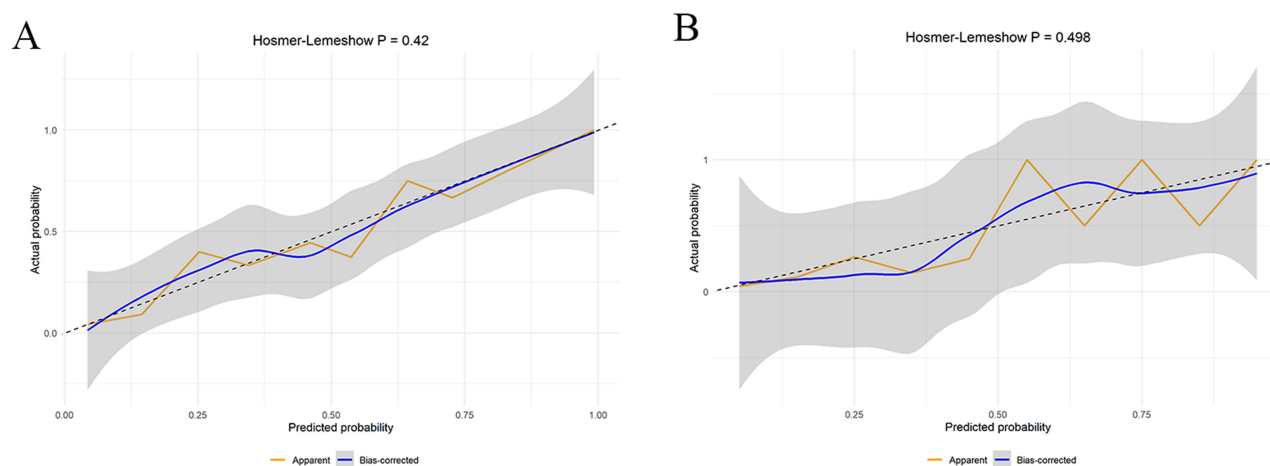 A
Hosmer-Lemeshow P = 0.42
Actual probability
1.0
0.5
0.0
0.00 0.25 0.50 0.75 1.00
Predicted probability
Apparent Bias-corrected
B
Hosmer-Lemeshow P = 0.498
Actual probability
1
0
0.25 0.50 0.75
Predicted probability
Apparent Bias-corrected